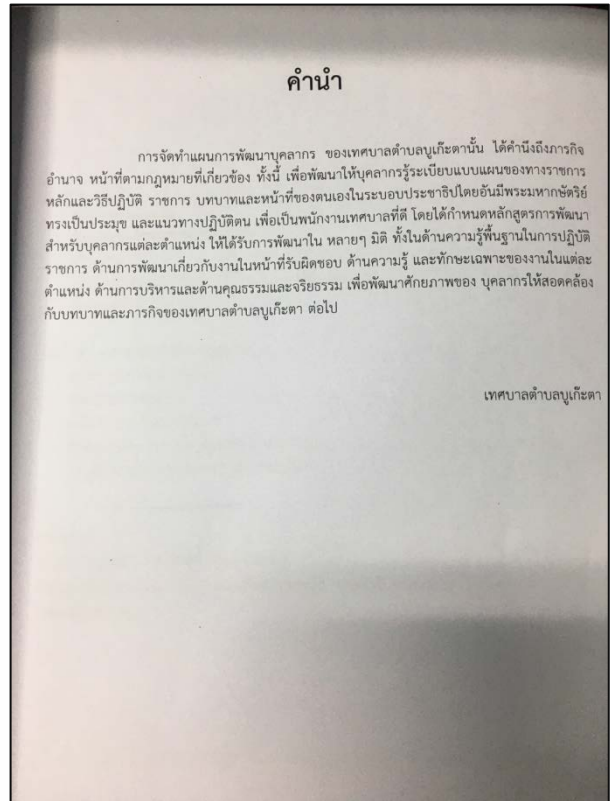 คำนำ
การจัดทำแผนการพัฒนาบุคลากร ของเทศบาลตำบลบูเก๊ะตานั้น ได้คำนึงถึงภารกิจ
อำนาจ หน้าที่ตามกฎหมายที่เกี่ยวข้อง ทั้งนี้ เพื่อพัฒนาให้บุคลากรรู้ระเบียบแบบแผนของทางราชการ
หลักและวิธีปฏิบัติ ราชการ บทบาทและหน้าที่ของตนเองในระบอบประชาธิปไตยอันมีพระมหากษัตริย์
ทรงเป็นประมุข และแนวทางปฏิบัติตน เพื่อเป็นพนักงานเทศบาลที่ดี โดยได้กำหนดหลักสูตรการพัฒนา
สำหรับบุคลากรแต่ละตำแหน่ง ให้ได้รับการพัฒนาใน หลายๆ มิติ ทั้งในด้านความรู้พื้นฐานในการปฏิบัติ
ราชการ ด้านการพัฒนาเกี่ยวกับงานในหน้าที่รับผิดชอบ ด้านความรู้ และทักษะเฉพาะของงานในแต่ละ
ตำแหน่ง ด้านการบริหารและด้านคุณธรรมและจริยธรรม เพื่อพัฒนาศักยภาพของ บุคลากรให้สอดคล้อง
กับบทบาทและภารกิจของเทศบาลตำบลบูเก๊ะตา ต่อไป
เทศบาลตำบลบูเก๊ะตา